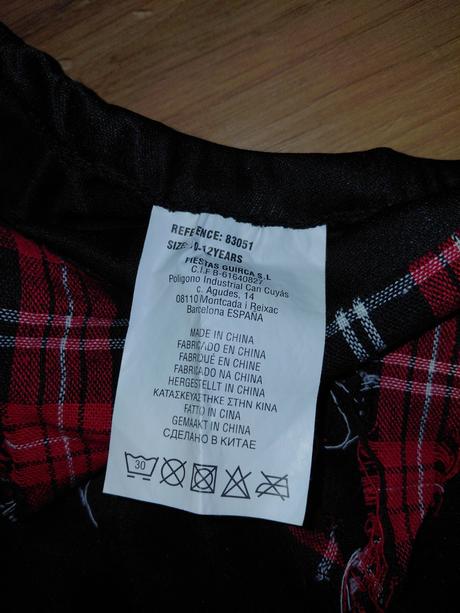 REFERENCE: 83051
SIZE: 10-12YEARS
FIESTAS GUIRCA S.L
C.I.F B-61640827
Poligono Industrial Can Cuyás
c. Agudes, 14
08110 Montcada i Reixac
Barcelona ESPAÑA
MADE IN CHINA
FABRICADO EN CHINA
FABRIQUÉ EN CHINE
FABRICADO NA CHINA
HERGESTELLT IN CHINA
ΚΑΤΑΣΚΕΥΑΣΤΗΚΕ ΣΤΗΝ ΚΙΝΑ
FATTO IN CINA
GEMAAKT IN CHINA
СДЕЛАНО В КИТАЕ
30